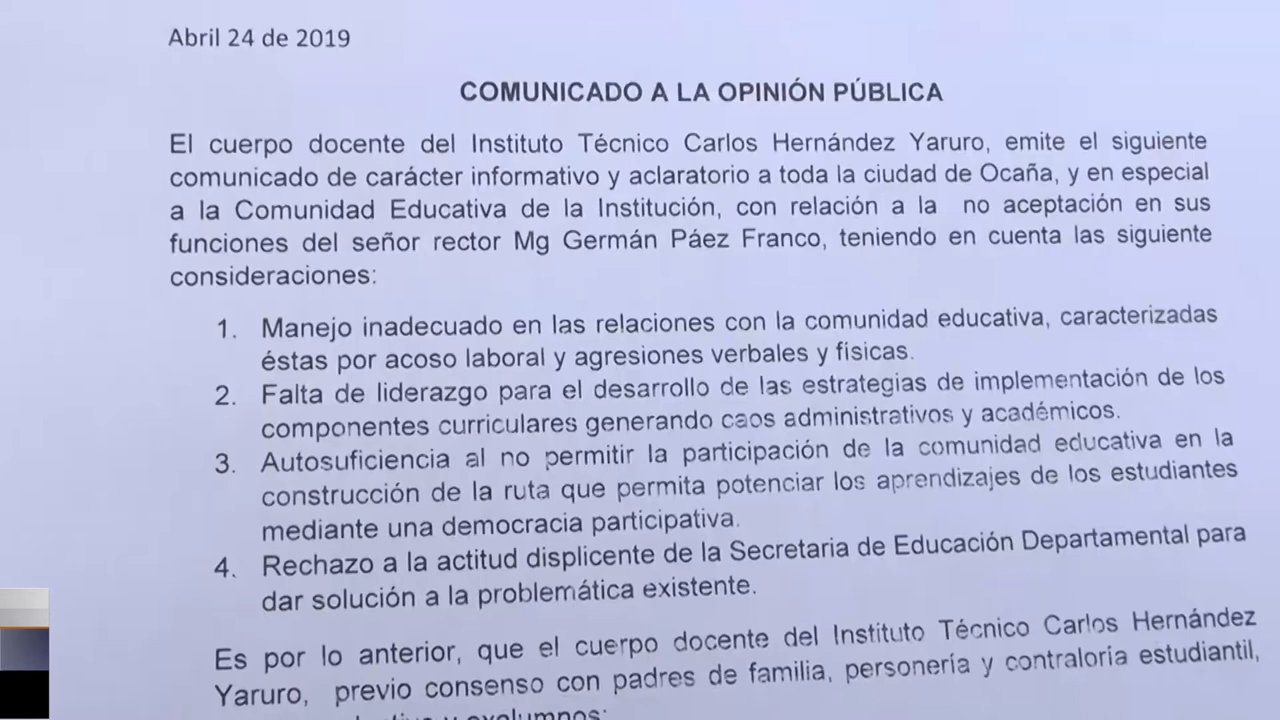 Abril 24 de 2019
COMUNICADO A LA OPINIÓN PÚBLICA
El cuerpo docente del Instituto Técnico Carlos Hernández Yaruro, emite el siguiente
comunicado de carácter informativo y aclaratorio a toda la ciudad de Ocaña, y en especial
a la Comunidad Educativa de la Institución, con relación a la no aceptación en sus
funciones del señor rector Mg Germán Páez Franco, teniendo en cuenta las siguiente
consideraciones:
1. Manejo inadecuado en las relaciones con la comunidad educativa, caracterizadas
éstas por acoso laboral y agresiones verbales y físicas.
2. Falta de liderazgo para el desarrollo de las estrategias de implementación de los
componentes curriculares generando caos administrativos y académicos.
3. Autosuficiencia al no permitir la participación de la comunidad educativa en la
construcción de la ruta que permita potenciar los aprendizajes de los estudiantes
mediante una democracia participativa.
4. Rechazo a la actitud displicente de la Secretaria de Educación Departamental para
dar solución a la problemática existente.
Es por lo anterior, que el cuerpo docente del Instituto Técnico Carlos Hernández
Yaruro, previo consenso con padres de familia, personería y contraloría estudiantil,
y exalumnos: